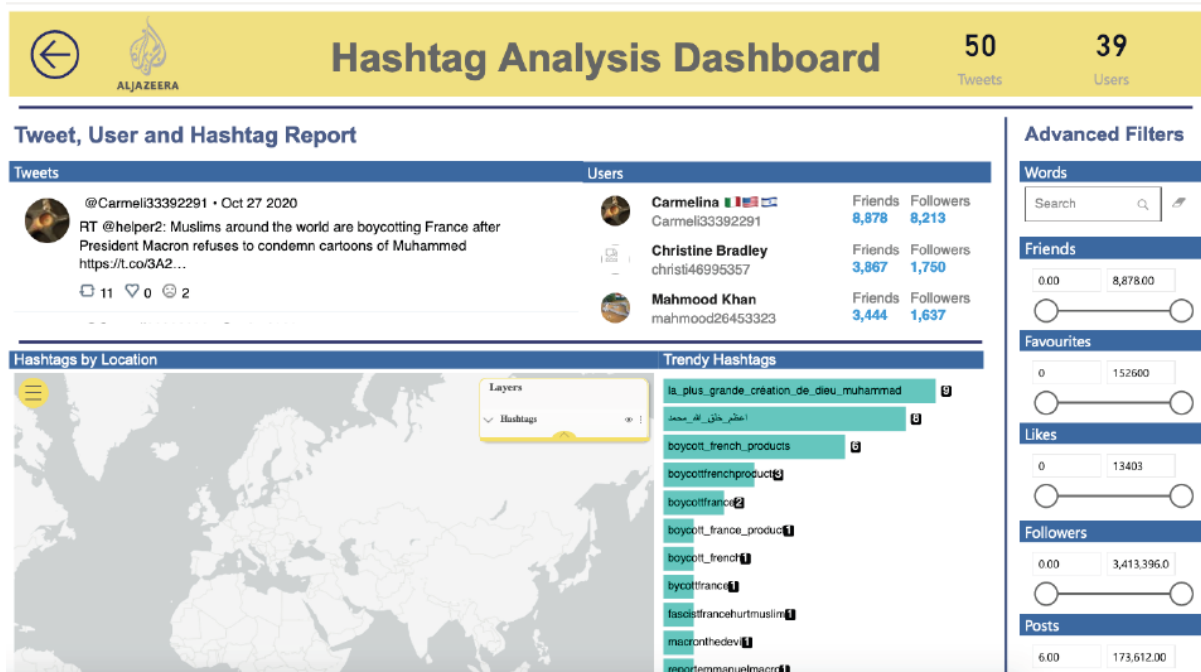 ALJAZEERA
Hashtag Analysis Dashboard
50
Tweets
39
Users
Tweet, User and Hashtag Report
Tweets
@Carmeli33392291 • Oct 27 2020
RT @helper2: Muslims around the world are boycotting France after
President Macron refuses to condemn cartoons of Muhammed
https://t.co/3A2…
11 0 2
Users
Carmelina 🇮🇹🇺🇸🇮🇱 Friends Followers
Carmeli33392291 8,878 8,213
Christine Bradley Friends Followers
christi46995357 3,867 1,750
Mahmood Khan Friends Followers
mahmood26453323 3,444 1,637
Hashtags by Location
Layers
Hashtags
Trendy Hashtags
la_plus_grande_création_de_dieu_muhammad 9
اعظم_خلق_الله_محمد 8
boycott_french_products 6
boycottfrenchproduct 3
boycottfrance 2
boycott_france_product 1
boycott_french 1
bycottfrance 1
fascistfrancehurtmuslim 1
macronthedevi 1
reportemmanuelmacro 1
Advanced Filters
Words
Search
Friends
0.00 8,878.00
Favourites
0 152600
Likes
0 13403
Followers
0.00 3,413,396.0
Posts
6.00 173,612.00